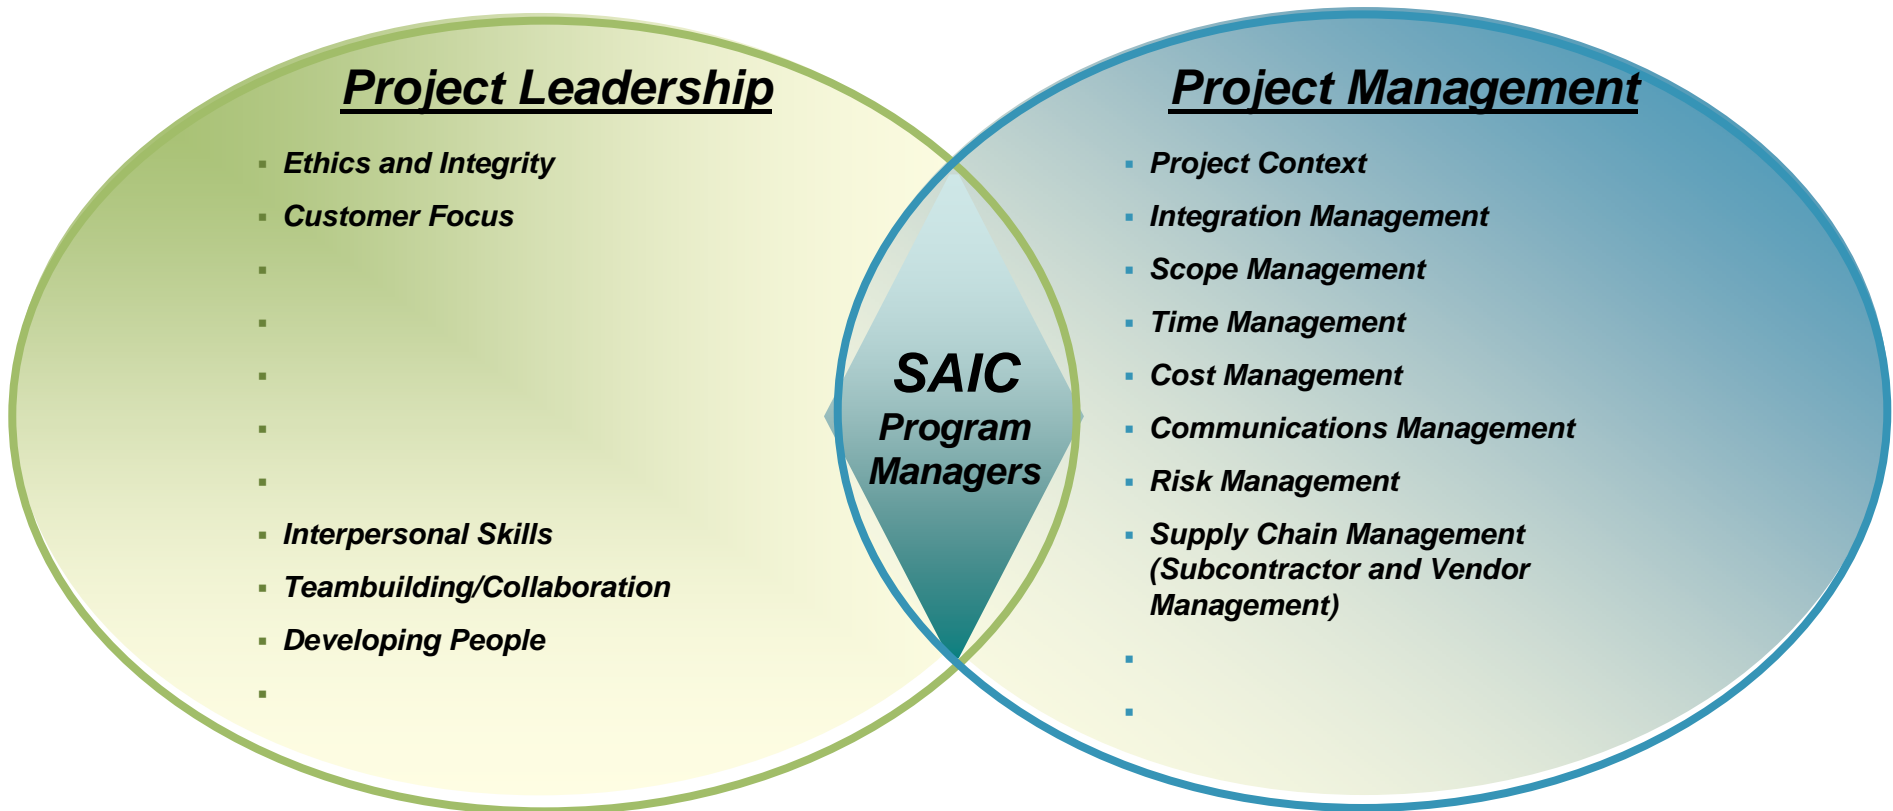 Project Leadership
▪ Ethics and Integrity
▪ Customer Focus
▪
▪
▪
▪
▪
▪ Interpersonal Skills
▪ Teambuilding/Collaboration
▪ Developing People
▪
SAIC
Program
Managers
Project Management
▪ Project Context
▪ Integration Management
▪ Scope Management
▪ Time Management
▪ Cost Management
▪ Communications Management
▪ Risk Management
▪ Supply Chain Management
(Subcontractor and Vendor
Management)
▪
▪